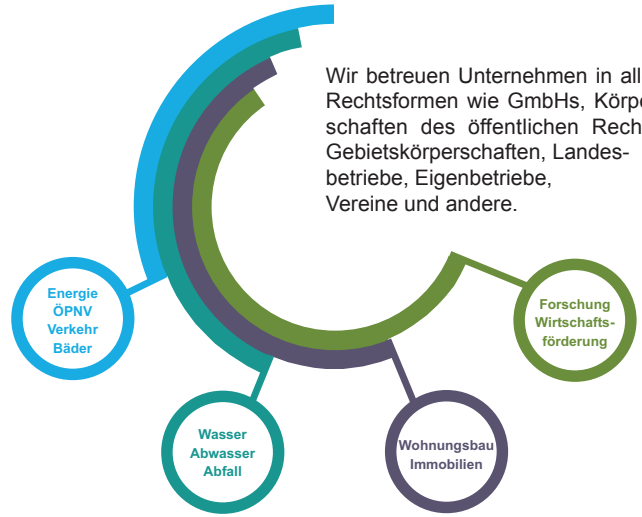 Wir betreuen Unternehmen in all
Rechtsformen wie GmbHs, Körpe
schaften des öffentlichen Rech
Gebietskörperschaften, Landes-
betriebe, Eigenbetriebe,
Vereine und andere.
Energie
ÖPNV
Verkehr
Bäder
Forschung
Wirtschafts-
förderung
Wasser
Abwasser
Abfall
Wohnungsbau
Immobilien